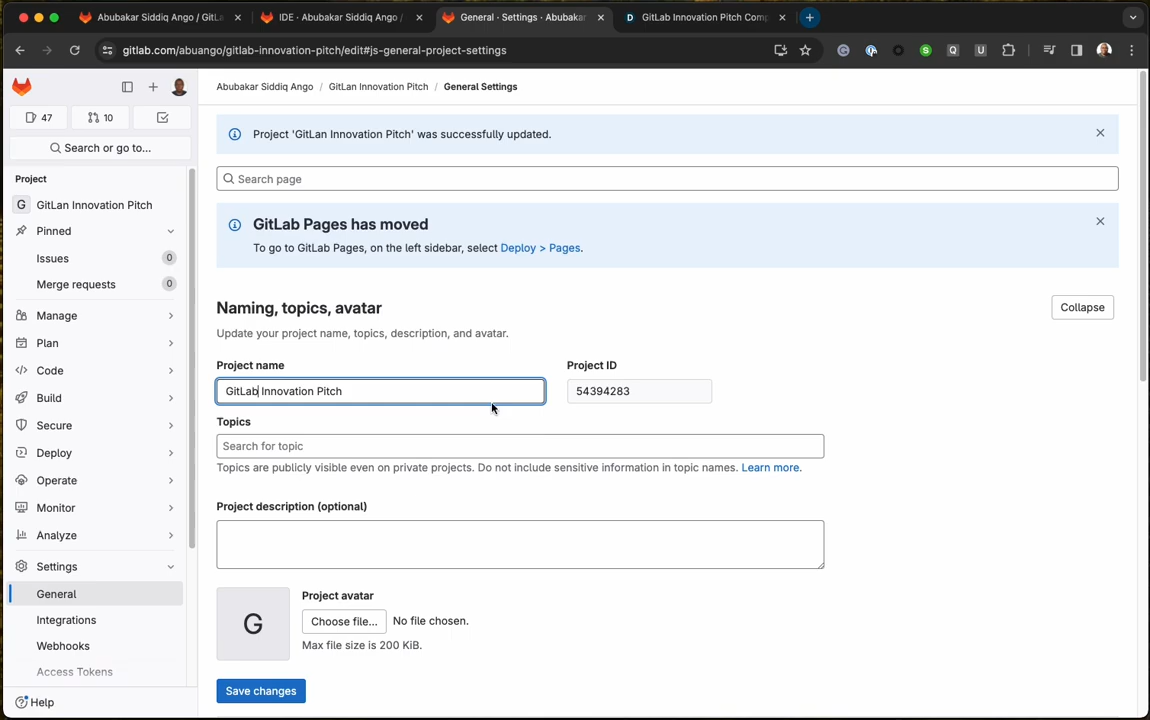 Abubakar Siddiq Ango / GitLa
IDE · Abubakar Siddiq Ango /
General · Settings · Abubakar
GitLab Innovation Pitch Comp
gitlab.com/abuango/gitlab-innovation-pitch/edit#js-general-project-settings
47
10
Search or go to...
Project
G GitLan Innovation Pitch
Pinned
Issues 0
Merge requests 0
Manage
Plan
Code
Build
Secure
Deploy
Operate
Monitor
Analyze
Settings
General
Integrations
Webhooks
Access Tokens
Help
Abubakar Siddiq Ango / GitLan Innovation Pitch / General Settings
Project 'GitLan Innovation Pitch' was successfully updated.
Search page
GitLab Pages has moved
To go to GitLab Pages, on the left sidebar, select Deploy > Pages.
Naming, topics, avatar
Collapse
Update your project name, topics, description, and avatar.
Project name
Project ID
GitLab Innovation Pitch
54394283
Topics
Search for topic
Topics are publicly visible even on private projects. Do not include sensitive information in topic names. Learn more.
Project description (optional)
G
Project avatar
Choose file... No file chosen.
Max file size is 200 KiB.
Save changes